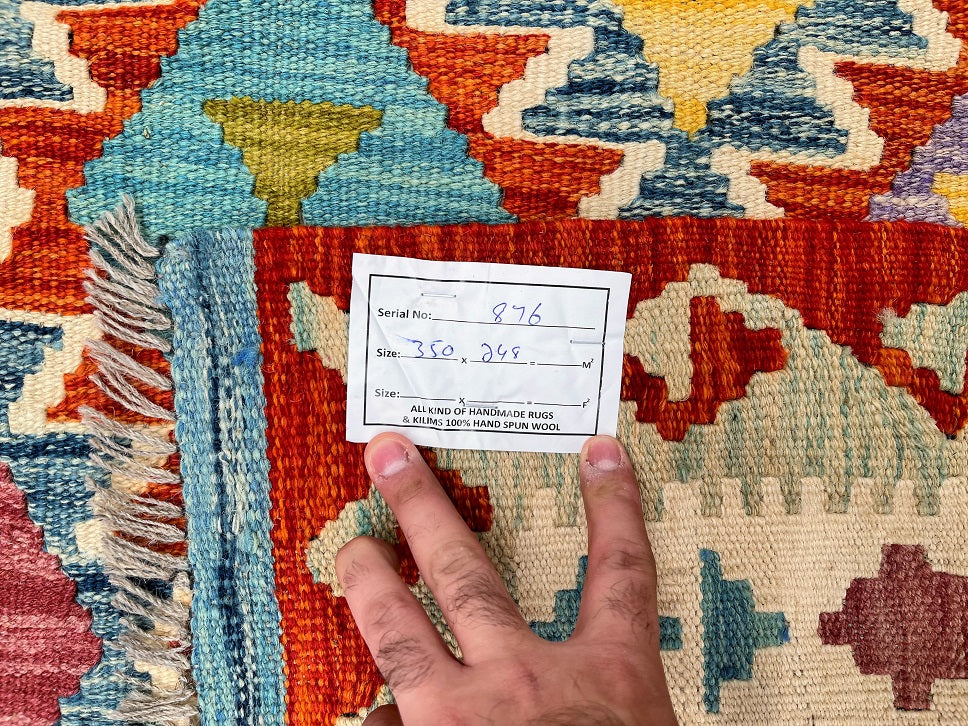 Serial No: 876
Size: 350 x 248 = M²
Size: x = F²
ALL KIND OF HANDMADE RUGS
& KILIMS 100% HAND SPUN WOOL